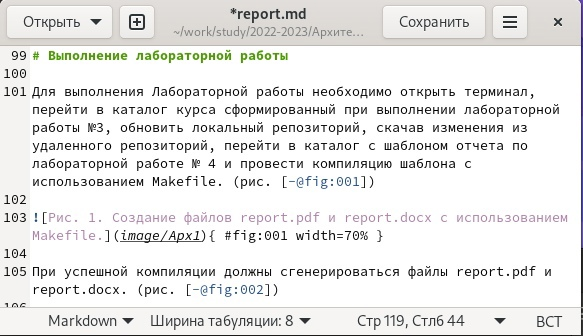 Открыть
*report.md
~/work/study/2022-2023/Архите…
Сохранить
99 # Выполнение лабораторной работы
100
101 Для выполнения Лабораторной работы необходимо открыть терминал,
перейти в каталог курса сформированный при выполнении лабораторной
работы №3, обновить локальный репозиторий, скачав изменения из
удаленного репозиторий, перейти в каталог с шаблоном отчета по
лабораторной работе № 4 и провести компиляцию шаблона с
использованием Makefile. (рис. [-@fig:001])
102
103 ![Рис. 1. Создание файлов report.pdf и report.docx с использованием
Makefile.](image/Арх1){ #fig:001 width=70% }
104
105 При успешной компиляции должны сгенерироваться файлы report.pdf и
report.docx. (рис. [-@fig:002])
Markdown Ширина табуляции: 8 Стр 119, Стлб 44 ВСТ